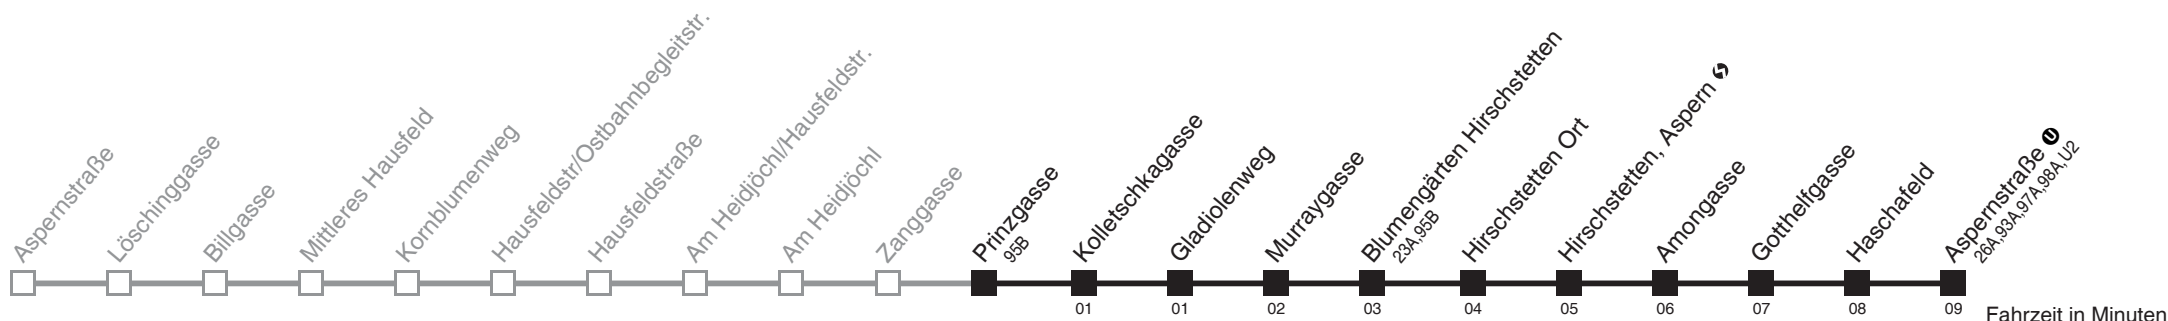 Aspernstraße
Löschinggasse
Billgasse
Mittleres Hausfeld
Kornblumenweg
Hausfeldstr/Ostbahnbegleitstr.
Hausfeldstraße
Am Heidjöchl/Hausfeldstr.
Am Heidjöchl
Zanggasse
Prinzgasse
95B
Kolletschkagasse
Gladiolenweg
Murraygasse
Blumengärten Hirschstetten
23A,95B
Hirschstetten Ort
Hirschstetten, Aspern
Amongasse
Gotthelfgasse
Haschafeld
Aspernstraße U
26A,93A,97A,98A,U2
01 01 02 03 04 05 06 07 08 09 Fahrzeit in Minuten